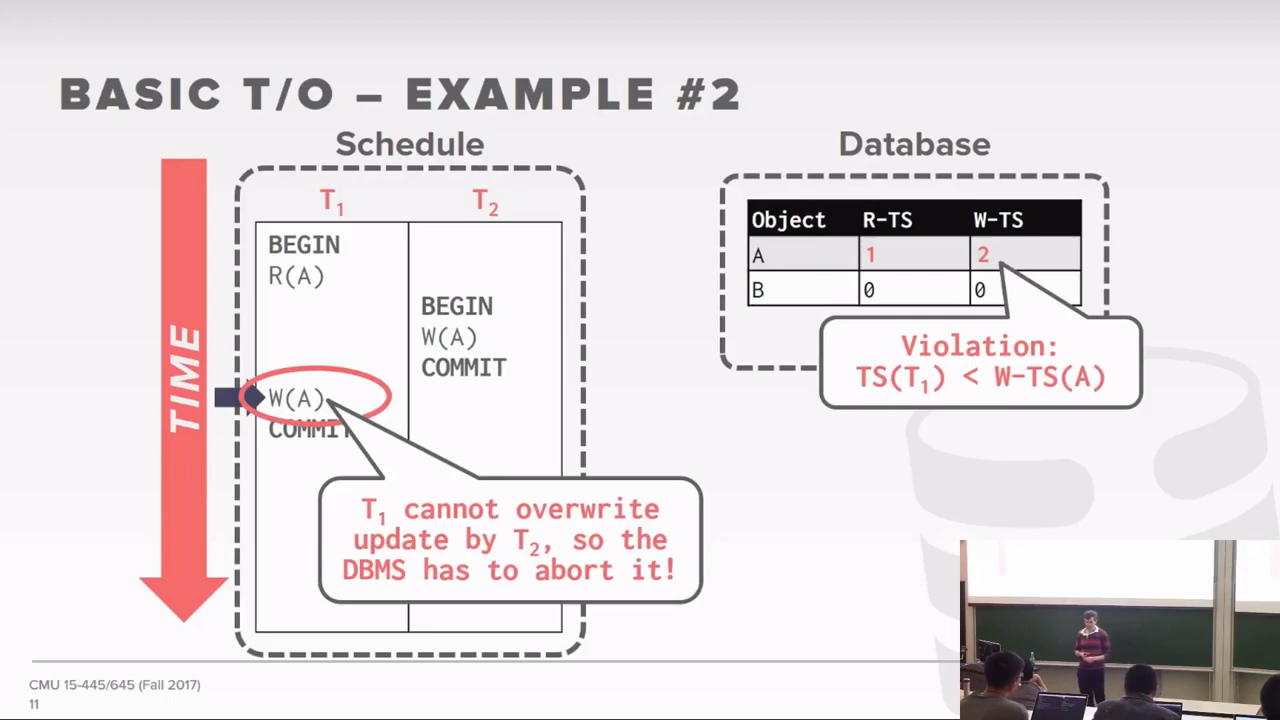 BASIC T/O – EXAMPLE #2
Schedule
Database
TIME
T₁ T₂
BEGIN
R(A)
BEGIN
W(A)
COMMIT
W(A)
COMMIT
Object R-TS W-TS
A 1 2
B 0 0
Violation:
TS(T₁) < W-TS(A)
T₁ cannot overwrite
update by T₂, so the
DBMS has to abort it!
CMU 15-445/645 (Fall 2017)
11